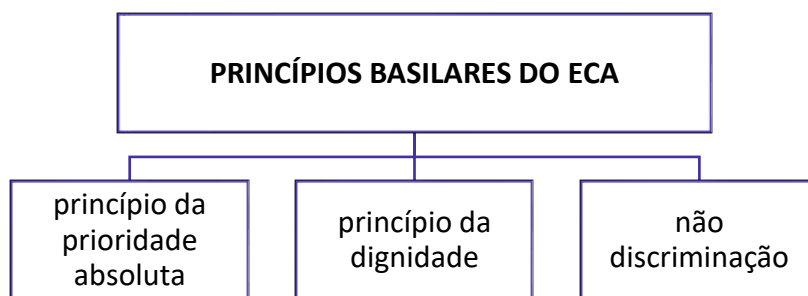 PRINCÍPIOS BASILARES DO ECA
princípio da
prioridade
absoluta
princípio da
dignidade
não
discriminação